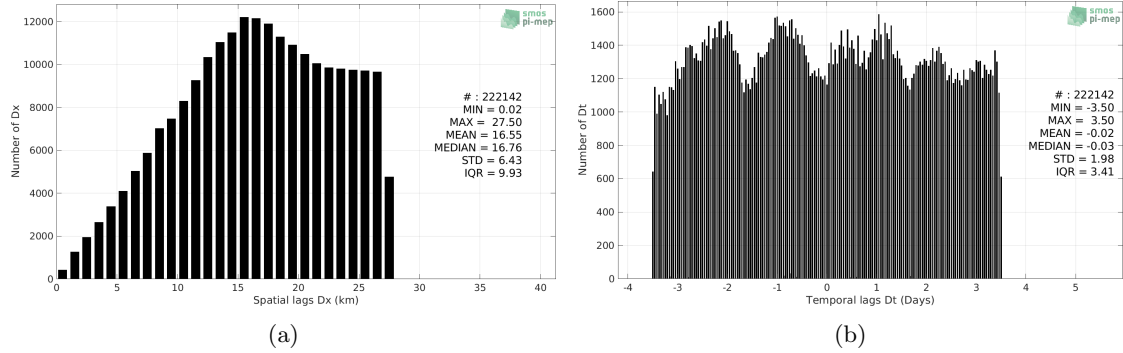 12000
10000
8000
6000
4000
2000
0
Number of Dx
smos
pi-mep
# : 222142
MIN = 0.02
MAX = 27.50
MEAN = 16.55
MEDIAN = 16.76
STD = 6.43
IQR = 9.93
0 5 10 15 20 25 30 35 40
Spatial lags Dx (km)
(a)
1600
1400
1200
1000
800
600
400
200
0
Number of Dt
smos
pi-mep
# : 222142
MIN = -3.50
MAX = 3.50
MEAN = -0.02
MEDIAN = -0.03
STD = 1.98
IQR = 3.41
-4 -3 -2 -1 0 1 2 3 4 5
Temporal lags Dt (Days)
(b)